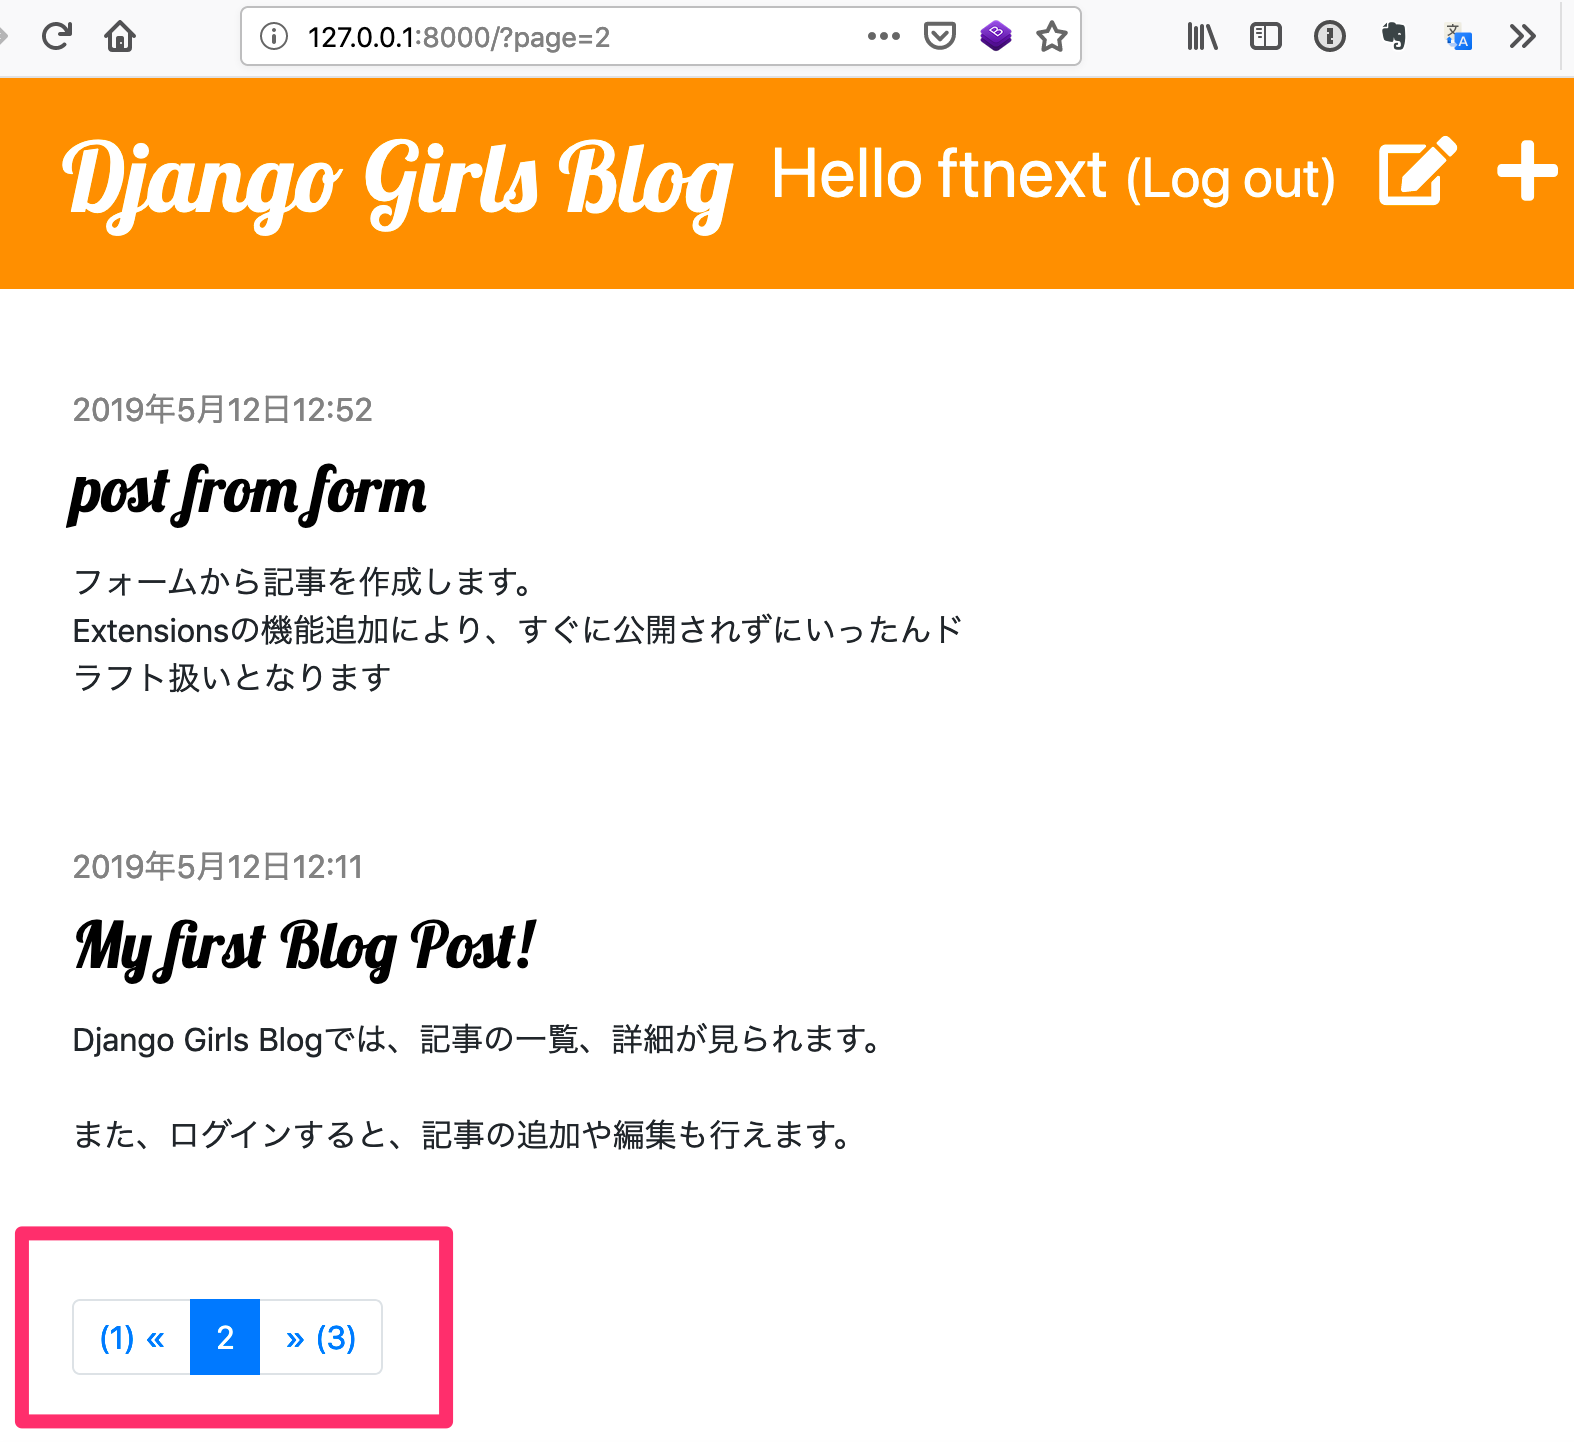 127.0.0.1:8000/?page=2
Django Girls Blog Hello ftnext (Log out)
2019年5月12日12:52
post from form
フォームから記事を作成します。
Extensionsの機能追加により、すぐに公開されずにいったんド
ラフト扱いとなります
2019年5月12日12:11
My first Blog Post!
Django Girls Blogでは、記事の一覧、詳細が見られます。
また、ログインすると、記事の追加や編集も行えます。
(1) « 2 » (3)